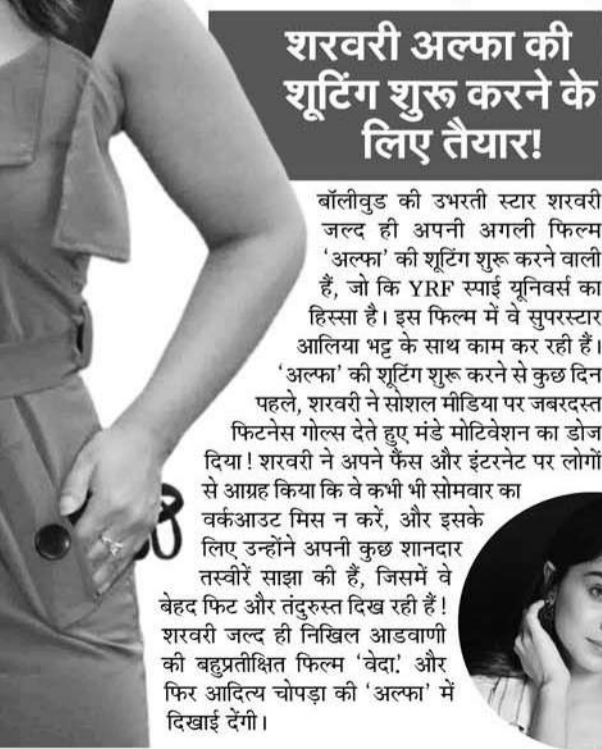 शरवरी अल्फा की
शूटिंग शुरू करने के
लिए तैयार!
बॉलीवुड की उभरती स्टार शरवरी
जल्द ही अपनी अगली फिल्म
‘अल्फा’ की शूटिंग शुरू करने वाली
हैं, जो कि YRF स्पाई यूनिवर्स का
हिस्सा है। इस फिल्म में वे सुपरस्टार
आलिया भट्ट के साथ काम कर रही हैं।
‘अल्फा’ की शूटिंग शुरू करने से कुछ दिन
पहले, शरवरी ने सोशल मीडिया पर जबरदस्त
फिटनेस गोल्स देते हुए मंडे मोटिवेशन का डोज
दिया! शरवरी ने अपने फैंस और इंटरनेट पर लोगों
से आग्रह किया कि वे कभी भी सोमवार का
वर्कआउट मिस न करें, और इसके
लिए उन्होंने अपनी कुछ शानदार
तस्वीरें साझा की हैं, जिसमें वे
बेहद फिट और तंदुरुस्त दिख रही हैं!
शरवरी जल्द ही निखिल आडवाणी
की बहुप्रतीक्षित फिल्म ‘वेदा.’ और
फिर आदित्य चोपड़ा की ‘अल्फा’ में
दिखाई देंगी।